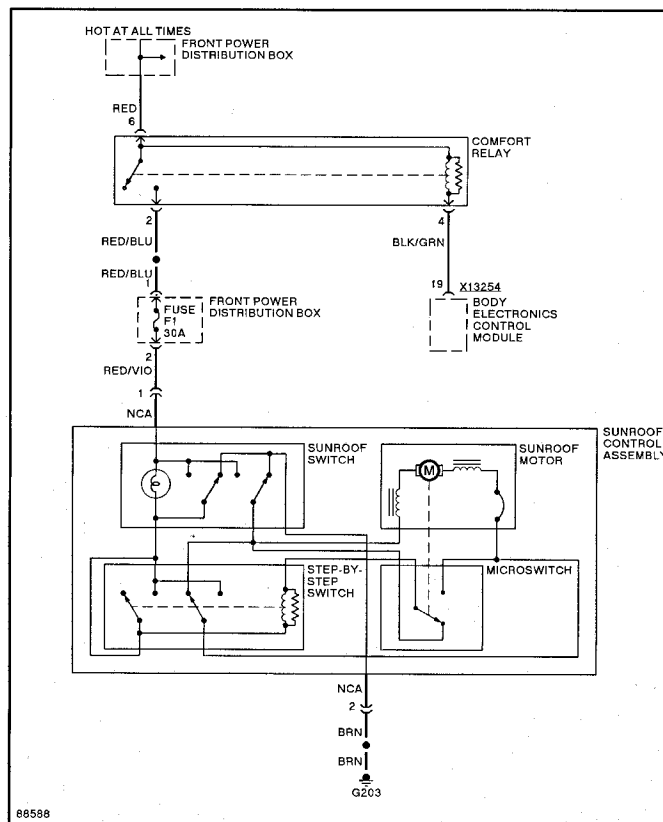 HOT AT ALL TIMES
FRONT POWER
DISTRIBUTION BOX
RED
6
COMFORT
RELAY
2
4
RED/BLU
BLK/GRN
RED/BLU
1
19 X13254
FUSE
F1
30A
FRONT POWER
DISTRIBUTION BOX
BODY
ELECTRONICS
CONTROL
MODULE
2
RED/VIO
1
NCA
SUNROOF
CONTROL
ASSEMBLY
SUNROOF
SWITCH
SUNROOF
MOTOR
M
STEP-BY-
STEP
SWITCH
MICROSWITCH
NCA
2
BRN
BRN
G203
88588